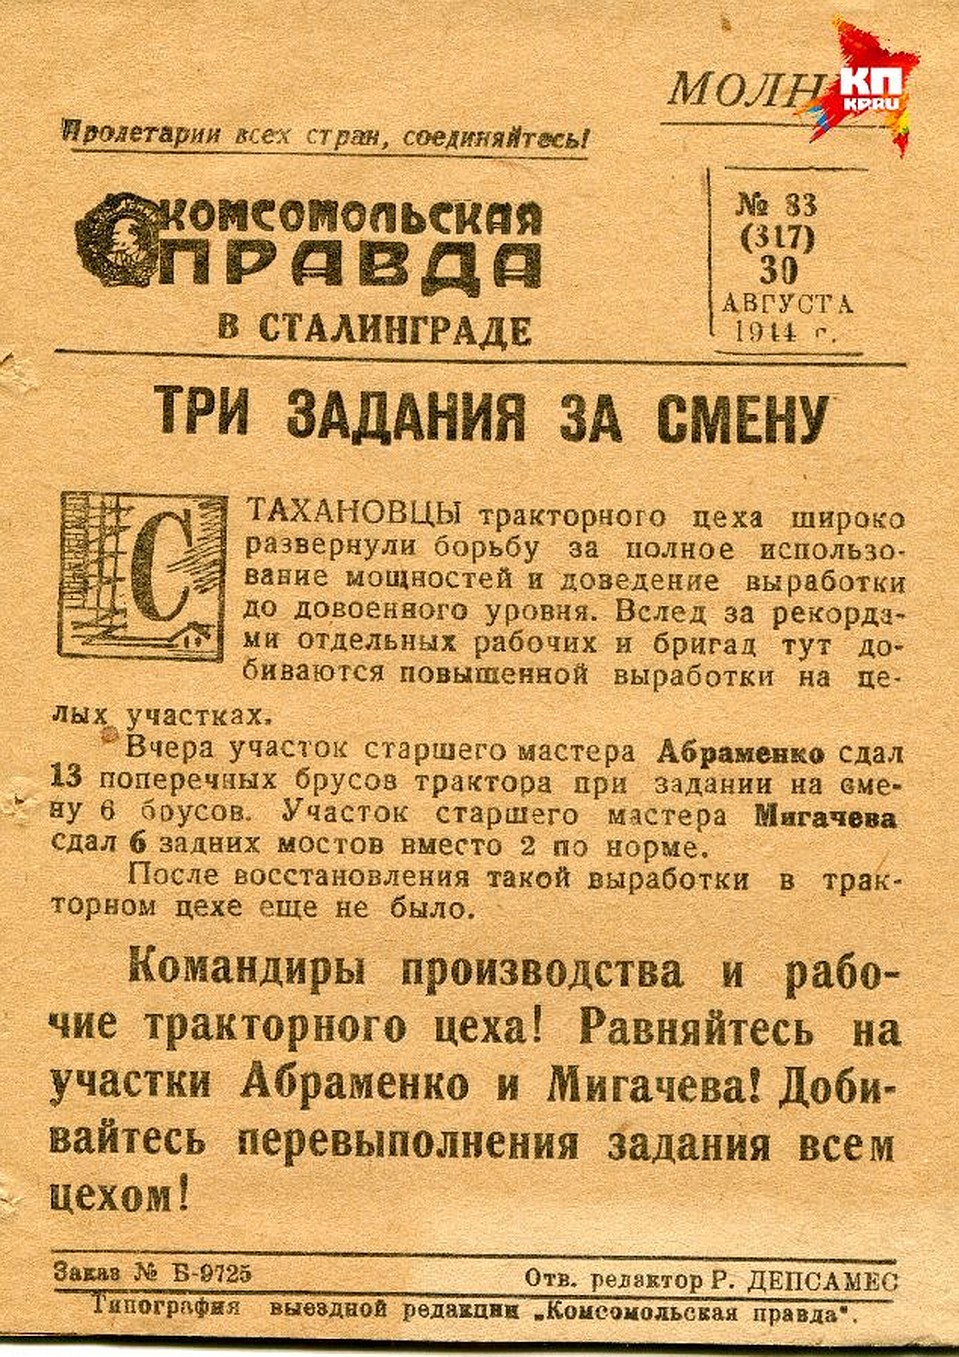 МОЛН
КП
KP.RU
Пролетарии всех стран, соединяйтесь!
КОМСОМОЛЬСКАЯ
ПРАВДА
В СТАЛИНГРАДЕ
№ 83
(317)
30
АВГУСТА
1944 г.
ТРИ ЗАДАНИЯ ЗА СМЕНУ
СТАХАНОВЦЫ тракторного цеха широко
развернули борьбу за полное использо-
вание мощностей и доведение выработки
до довоенного уровня. Вслед за рекорда-
ми отдельных рабочих и бригад тут до-
биваются повышенной выработки на це-
лых участках.
Вчера участок старшего мастера Абраменко сдал
13 поперечных брусов трактора при задании на сме-
ну 6 брусов. Участок старшего мастера Мигачева
сдал 6 задних мостов вместо 2 по норме.
После восстановления такой выработки в трак-
торном цехе еще не было.
Командиры производства и рабо-
чие тракторного цеха! Равняйтесь на
участки Абраменко и Мигачева! Доби-
вайтесь перевыполнения задания всем
цехом!
Заказ № Б-9725
Отв. редактор Р. ДЕПСАМЕС
Типография выездной редакции „Комсомольская правда".